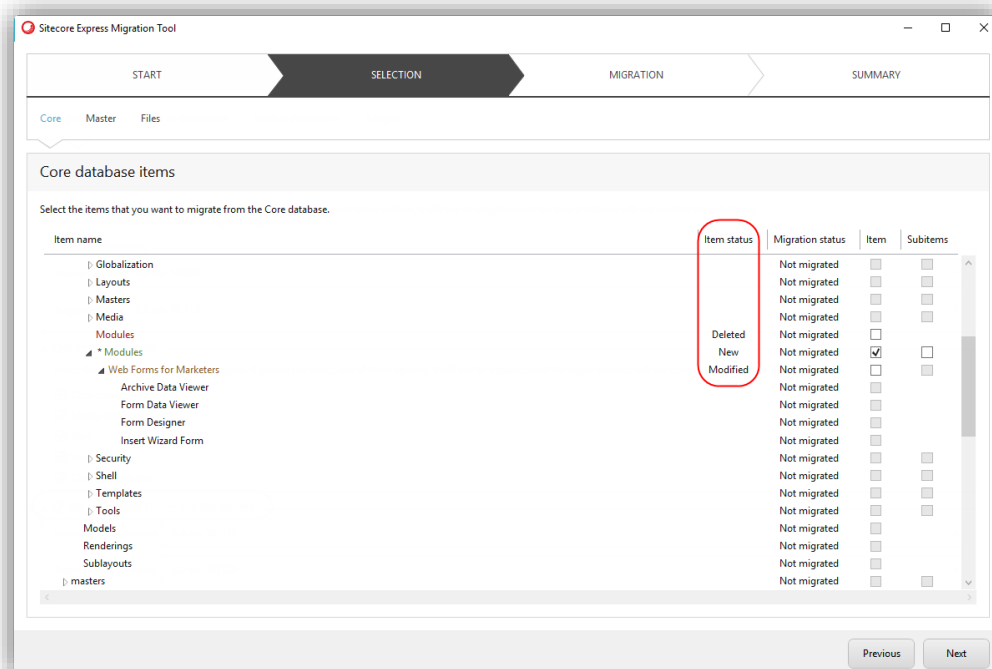 Sitecore Express Migration Tool
START SELECTION MIGRATION SUMMARY
Core Master Files
Core database items
Select the items that you want to migrate from the Core database.
Item name Item status Migration status Item Subitems
Globalization Not migrated
Layouts Not migrated
Masters Not migrated
Media Not migrated
Modules Deleted Not migrated
* Modules New Not migrated
Web Forms for Marketers Modified Not migrated
Archive Data Viewer Not migrated
Form Data Viewer Not migrated
Form Designer Not migrated
Insert Wizard Form Not migrated
Security Not migrated
Shell Not migrated
Templates Not migrated
Tools Not migrated
Models Not migrated
Renderings Not migrated
Sublayouts Not migrated
masters Not migrated
Previous Next